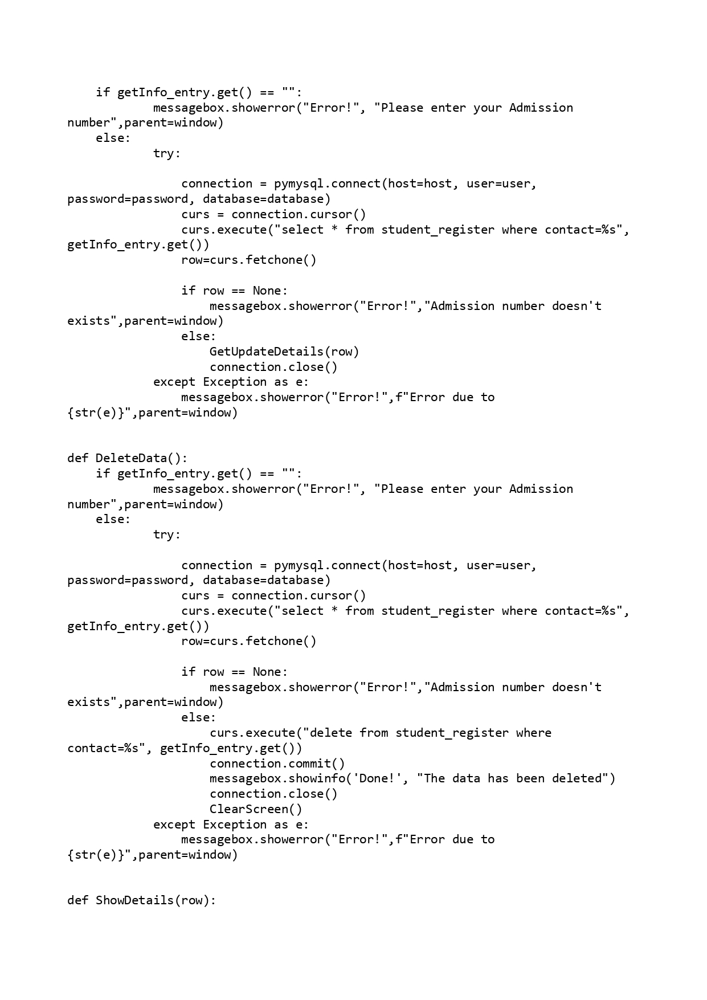 if getInfo_entry.get() == "":
            messagebox.showerror("Error!", "Please enter your Admission
number",parent=window)
    else:
            try:
                connection = pymysql.connect(host=host, user=user,
password=password, database=database)
                curs = connection.cursor()
                curs.execute("select * from student_register where contact=%s",
getInfo_entry.get())
                row=curs.fetchone()
                if row == None:
                    messagebox.showerror("Error!","Admission number doesn't
exists",parent=window)
                else:
                    GetUpdateDetails(row)
                    connection.close()
            except Exception as e:
                messagebox.showerror("Error!",f"Error due to
{str(e)}",parent=window)
def DeleteData():
    if getInfo_entry.get() == "":
            messagebox.showerror("Error!", "Please enter your Admission
number",parent=window)
    else:
            try:
                connection = pymysql.connect(host=host, user=user,
password=password, database=database)
                curs = connection.cursor()
                curs.execute("select * from student_register where contact=%s",
getInfo_entry.get())
                row=curs.fetchone()
                if row == None:
                    messagebox.showerror("Error!","Admission number doesn't
exists",parent=window)
                else:
                    curs.execute("delete from student_register where
contact=%s", getInfo_entry.get())
                    connection.commit()
                    messagebox.showinfo('Done!', "The data has been deleted")
                    connection.close()
                    ClearScreen()
            except Exception as e:
                messagebox.showerror("Error!",f"Error due to
{str(e)}",parent=window)
def ShowDetails(row):